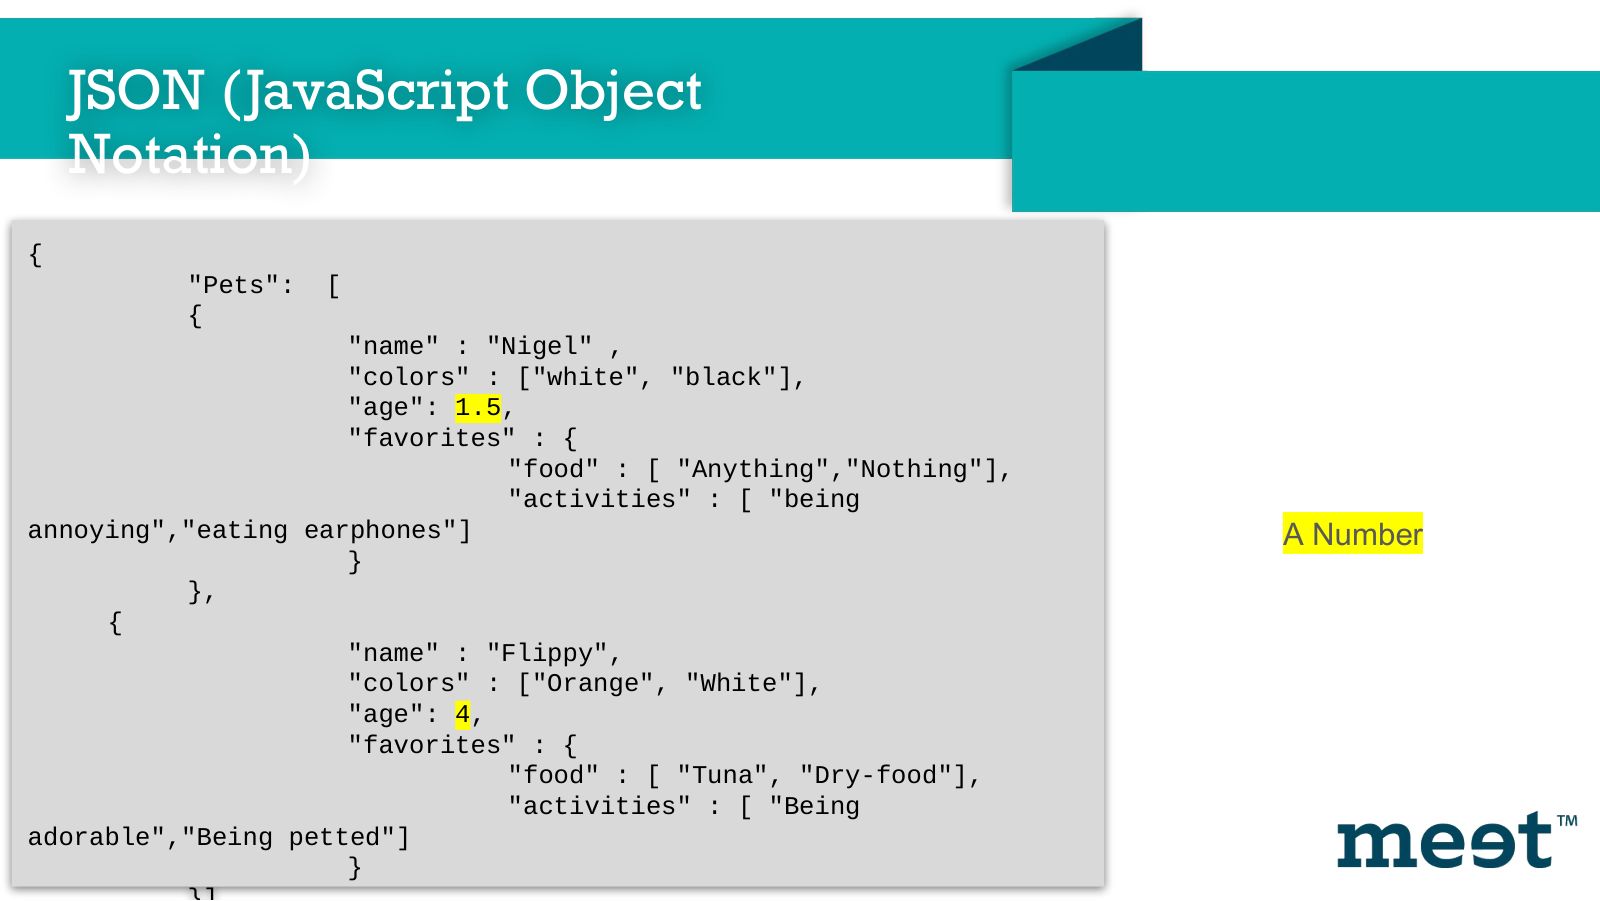 JSON (JavaScript Object
Notation)
{
"Pets":  [
{
"name" : "Nigel" ,
"colors" : ["white", "black"],
"age": 1.5,
"favorites" : {
"food" : [ "Anything","Nothing"],
"activities" : [ "being
annoying","eating earphones"]
}
},
{
"name" : "Flippy",
"colors" : ["Orange", "White"],
"age": 4,
"favorites" : {
"food" : [ "Tuna", "Dry-food"],
"activities" : [ "Being
adorable","Being petted"]
}
}]
A Number
meet™